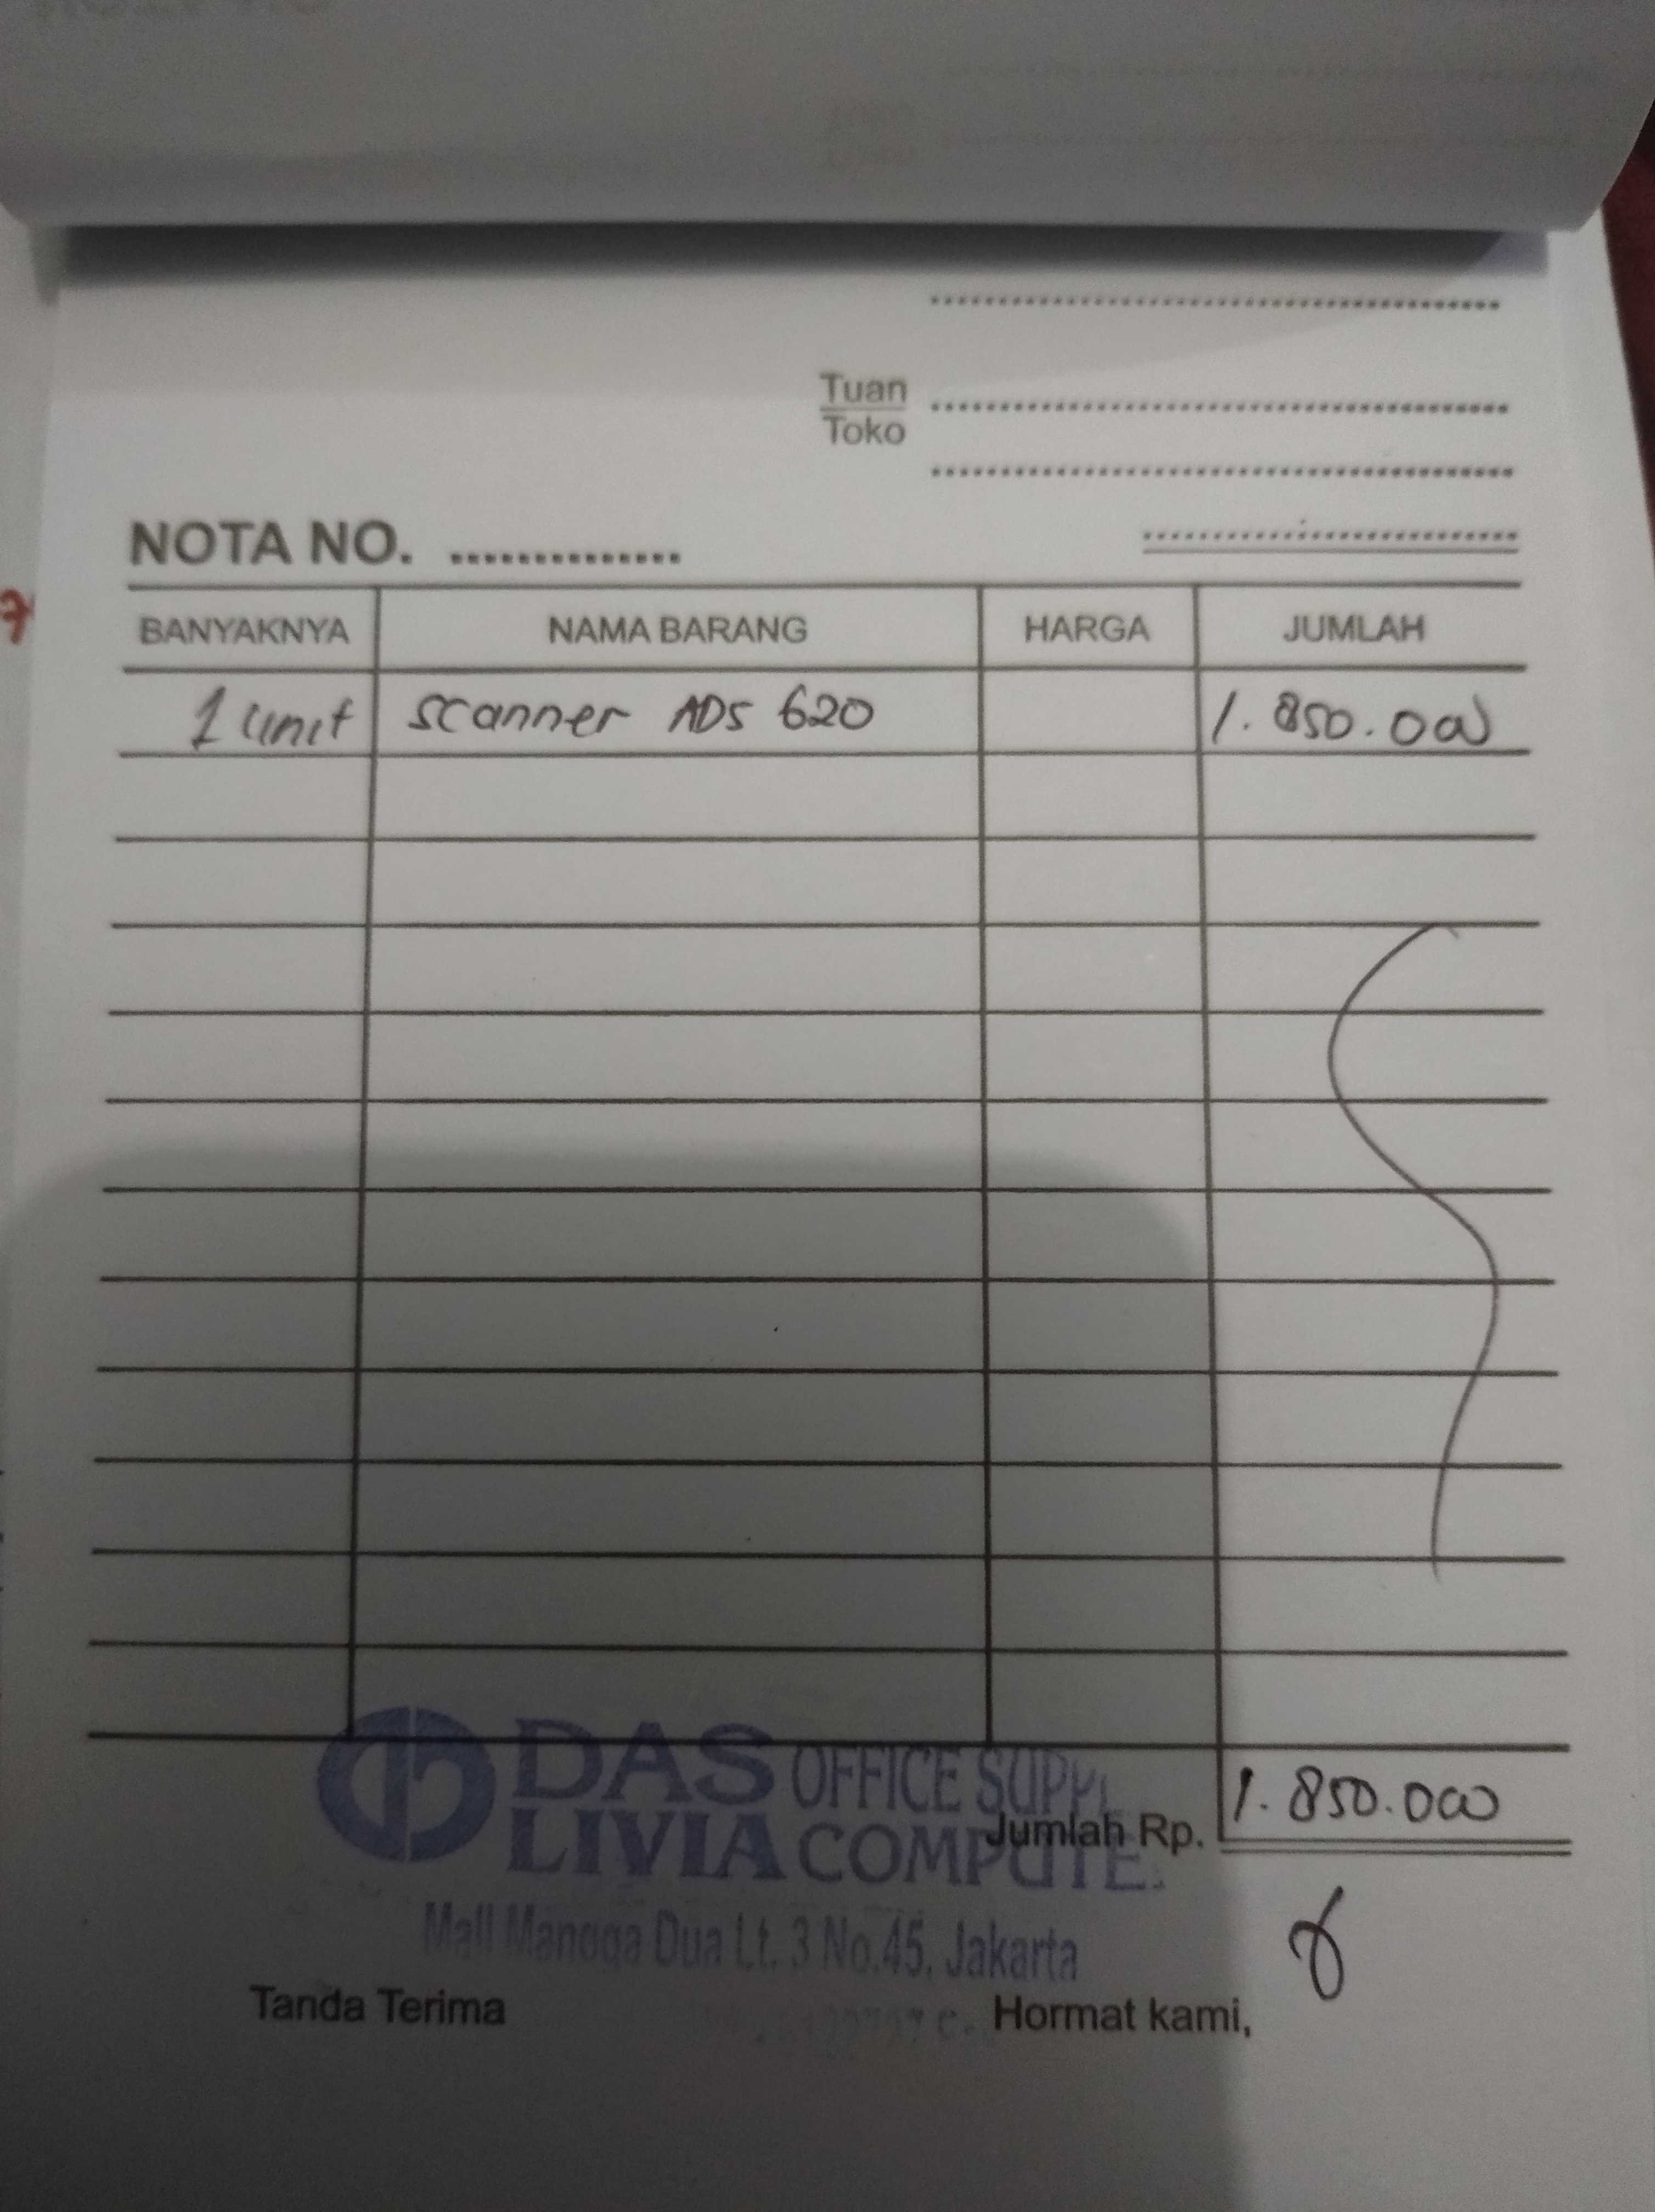 Tuan
Toko
NOTA NO. ..............
BANYAKNYA NAMA BARANG HARGA JUMLAH
1 unit scanner ADS 620 1.850.000
DAS OFFICE SUPPL
LIVIA COMPUTE
Jumlah Rp. 1.850.000
Mall Mangga Dua Lt. 3 No.45, Jakarta
Tanda Terima Hormat kami,